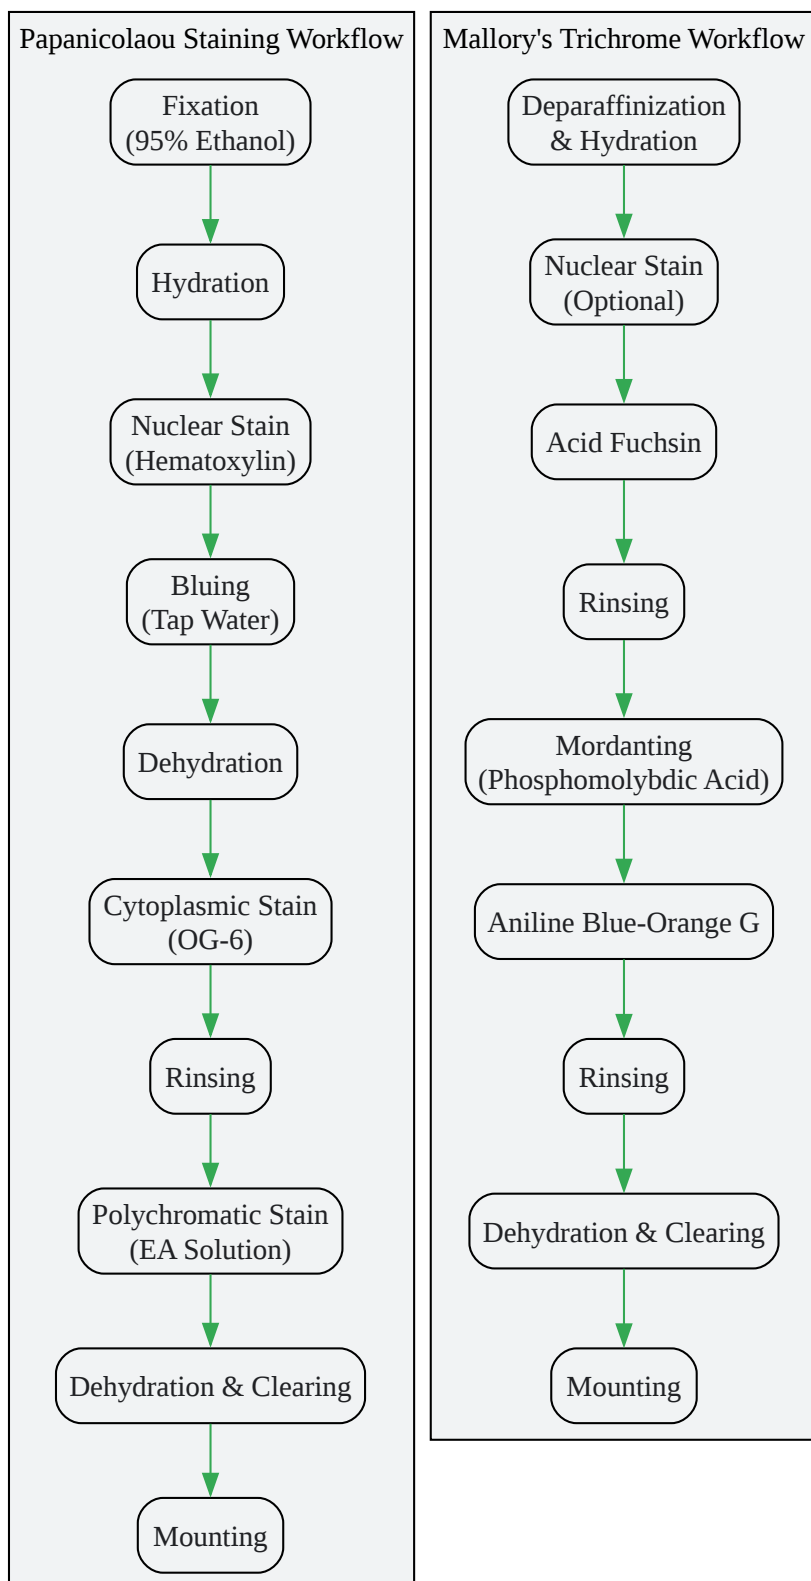 Papanicolaou Staining Workflow
Fixation
(95% Ethanol)
Hydration
Nuclear Stain
(Hematoxylin)
Bluing
(Tap Water)
Dehydration
Cytoplasmic Stain
(OG-6)
Rinsing
Polychromatic Stain
(EA Solution)
Dehydration & Clearing
Mounting
Mallory's Trichrome Workflow
Deparaffinization
& Hydration
Nuclear Stain
(Optional)
Acid Fuchsin
Rinsing
Mordanting
(Phosphomolybdic Acid)
Aniline Blue-Orange G
Rinsing
Dehydration & Clearing
Mounting